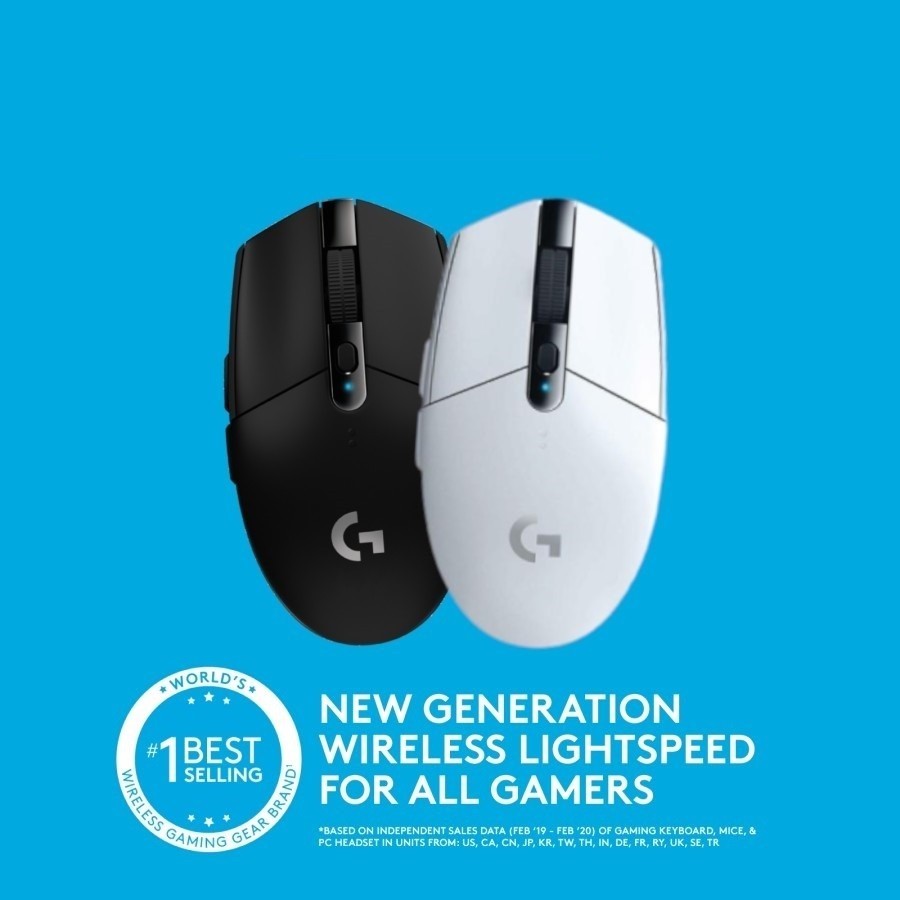 WORLD'S
#1 BEST
SELLING
WIRELESS GAMING GEAR BRAND¹
NEW GENERATION
WIRELESS LIGHTSPEED
FOR ALL GAMERS
*BASED ON INDEPENDENT SALES DATA (FEB '19 - FEB '20) OF GAMING KEYBOARD, MICE, &
PC HEADSET IN UNITS FROM: US, CA, CN, JP, KR, TW, TH, IN, DE, FR, RY, UK, SE, TR